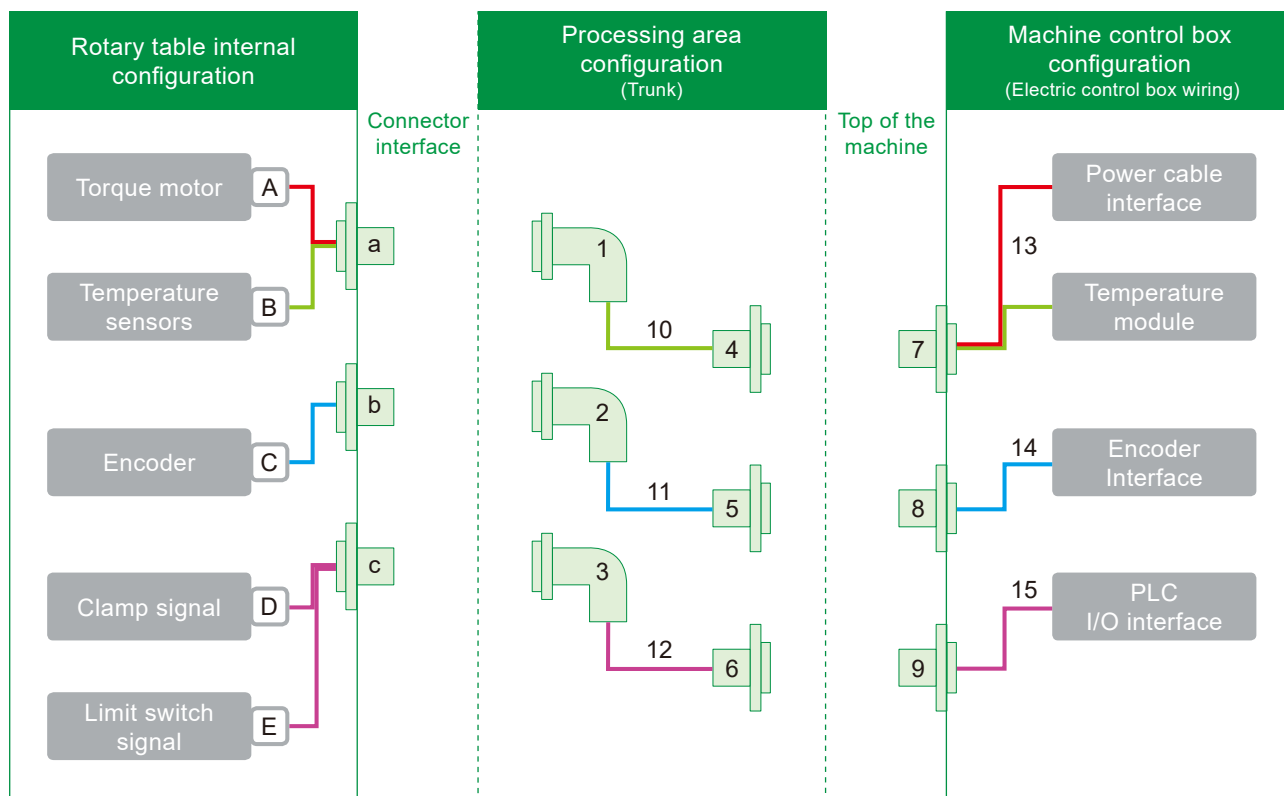 Rotary table internal
configuration
Processing area
configuration
(Trunk)
Machine control box
configuration
(Electric control box wiring)
Connector
interface
Top of the
machine
Torque motor
A
Temperature
sensors
B
a
Encoder
C
b
Clamp signal
D
c
Limit switch
signal
E
1
10
4
2
11
5
3
12
6
7
13
Power cable
interface
Temperature
module
8
14
Encoder
Interface
9
15
PLC
I/O interface